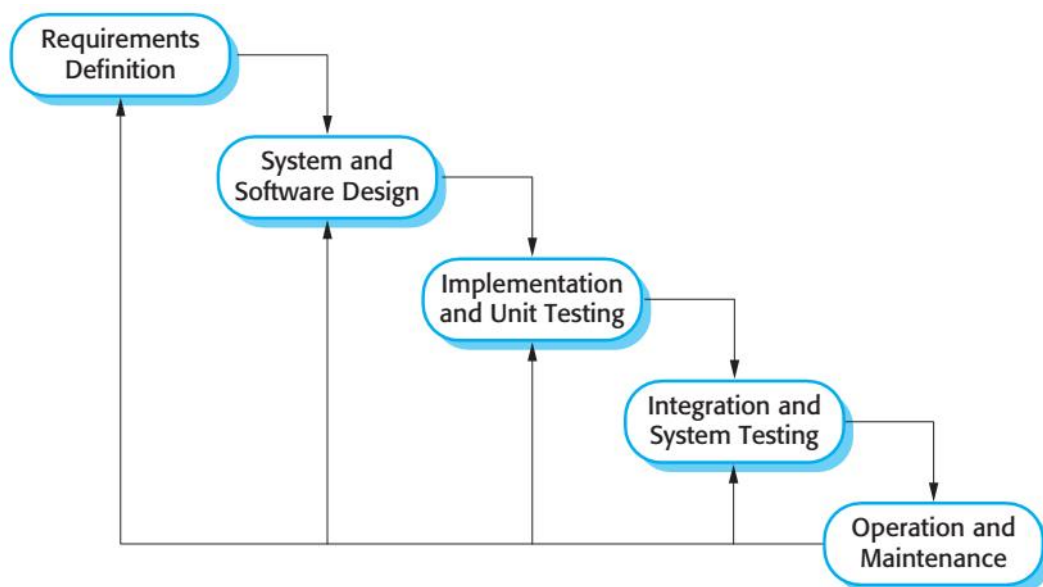 Requirements
Definition
System and
Software Design
Implementation
and Unit Testing
Integration and
System Testing
Operation and
Maintenance